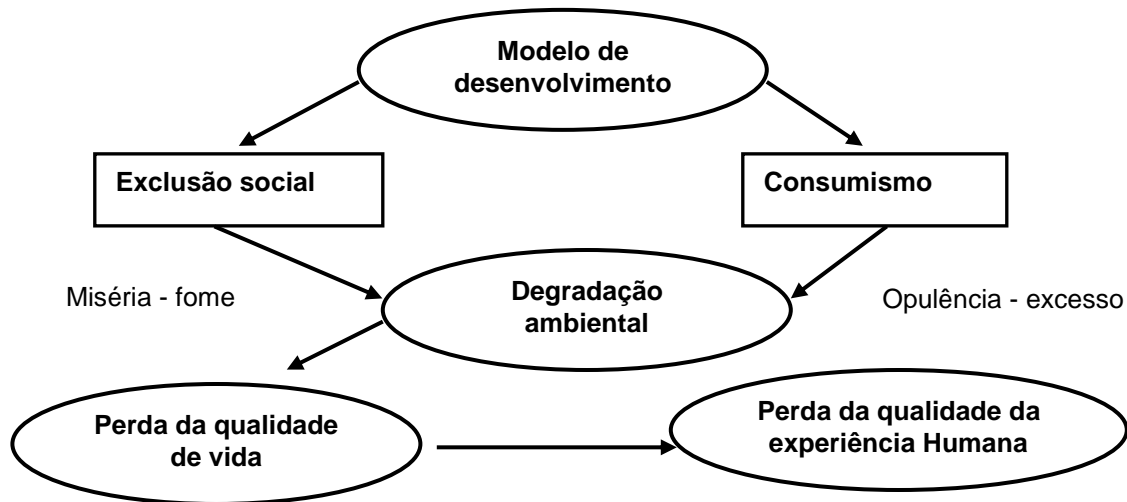 Modelo de
desenvolvimento
Exclusão social
Consumismo
Miséria - fome
Degradação
ambiental
Opulência - excesso
Perda da qualidade
de vida
Perda da qualidade da
experiência Humana